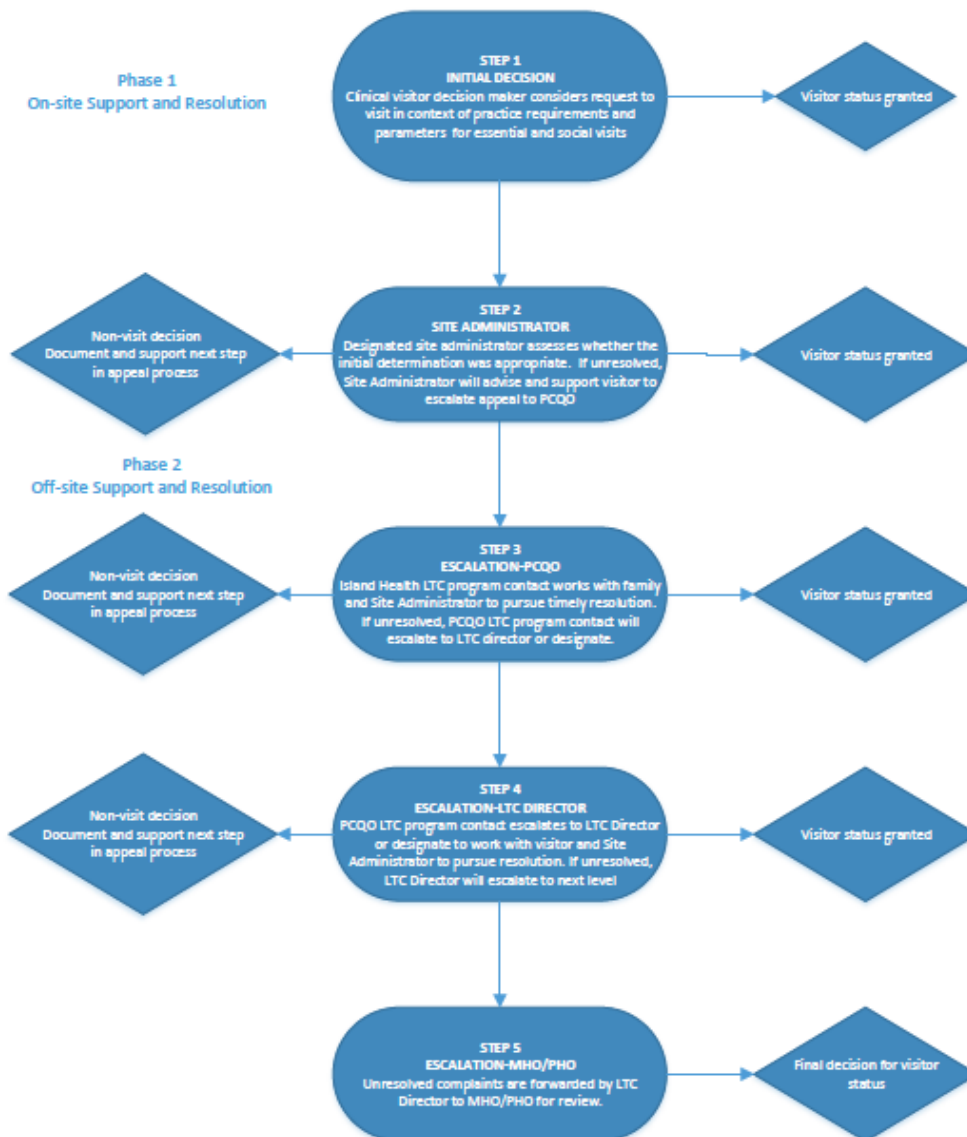 Phase 1
On-site Support and Resolution
STEP 1
INITIAL DECISION
Clinical visitor decision maker considers request to
visit in context of practice requirements and
parameters for essential and social visits
Visitor status granted
Non-visit decision
Document and support next step
in appeal process
STEP 2
SITE ADMINISTRATOR
Designated site administrator assesses whether the
initial determination was appropriate. If unresolved,
Site Administrator will advise and support visitor to
escalate appeal to PCQO
Visitor status granted
Phase 2
Off-site Support and Resolution
Non-visit decision
Document and support next step
in appeal process
STEP 3
ESCALATION-PCQO
Island Health LTC program contact works with family
and Site Administrator to pursue timely resolution.
If unresolved, PCQO LTC program contact will
escalate to LTC director or designate.
Visitor status granted
Non-visit decision
Document and support next step
in appeal process
STEP 4
ESCALATION-LTC DIRECTOR
PCQO LTC program contact escalates to LTC Director
or designate to work with visitor and Site
Administrator to pursue resolution. If unresolved,
LTC Director will escalate to next level
Visitor status granted
STEP 5
ESCALATION-MHO/PHO
Unresolved complaints are forwarded by LTC
Director to MHO/PHO for review.
Final decision for visitor
status